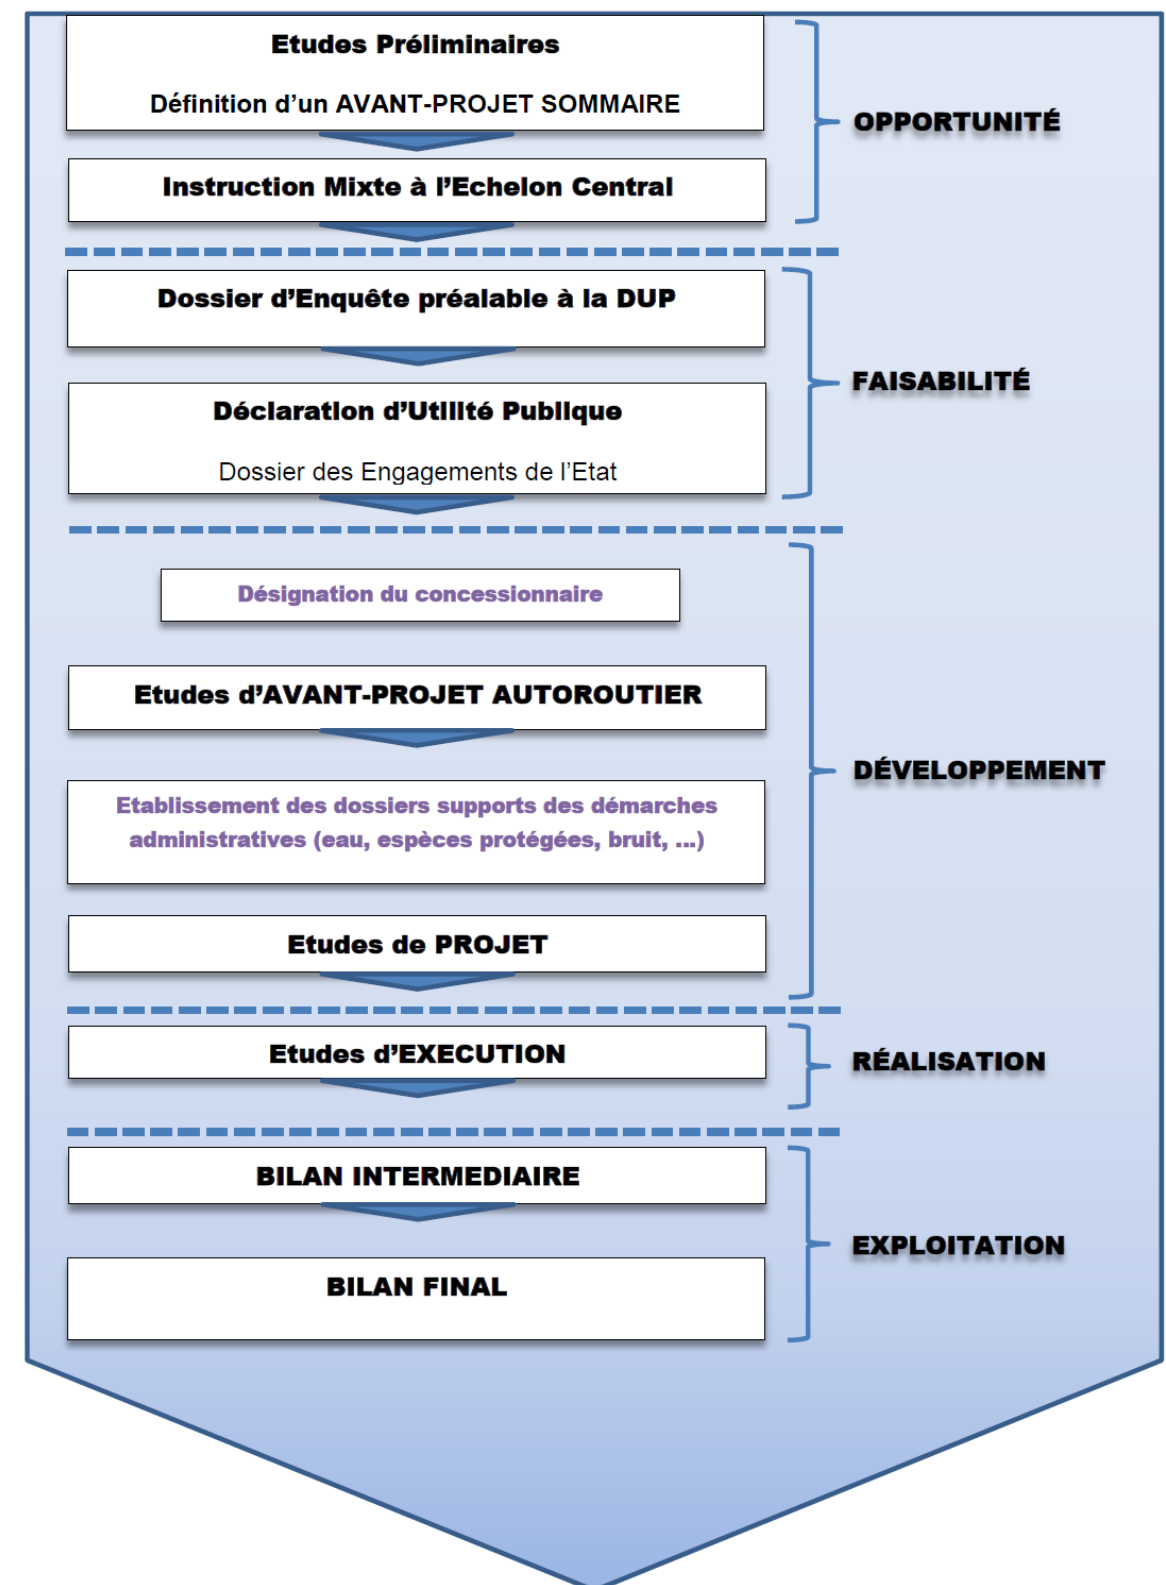 Etudes Préliminaires
Définition d’un AVANT-PROJET SOMMAIRE
OPPORTUNITÉ
Instruction Mixte à l’Echelon Central
Dossier d’Enquête préalable à la DUP
FAISABILITÉ
Déclaration d’Utilité Publique
Dossier des Engagements de l’Etat
Désignation du concessionnaire
Etudes d’AVANT-PROJET AUTOROUTIER
DÉVELOPPEMENT
Etablissement des dossiers supports des démarches
administratives (eau, espèces protégées, bruit, ...)
Etudes de PROJET
Etudes d’EXECUTION
RÉALISATION
BILAN INTERMEDIAIRE
EXPLOITATION
BILAN FINAL